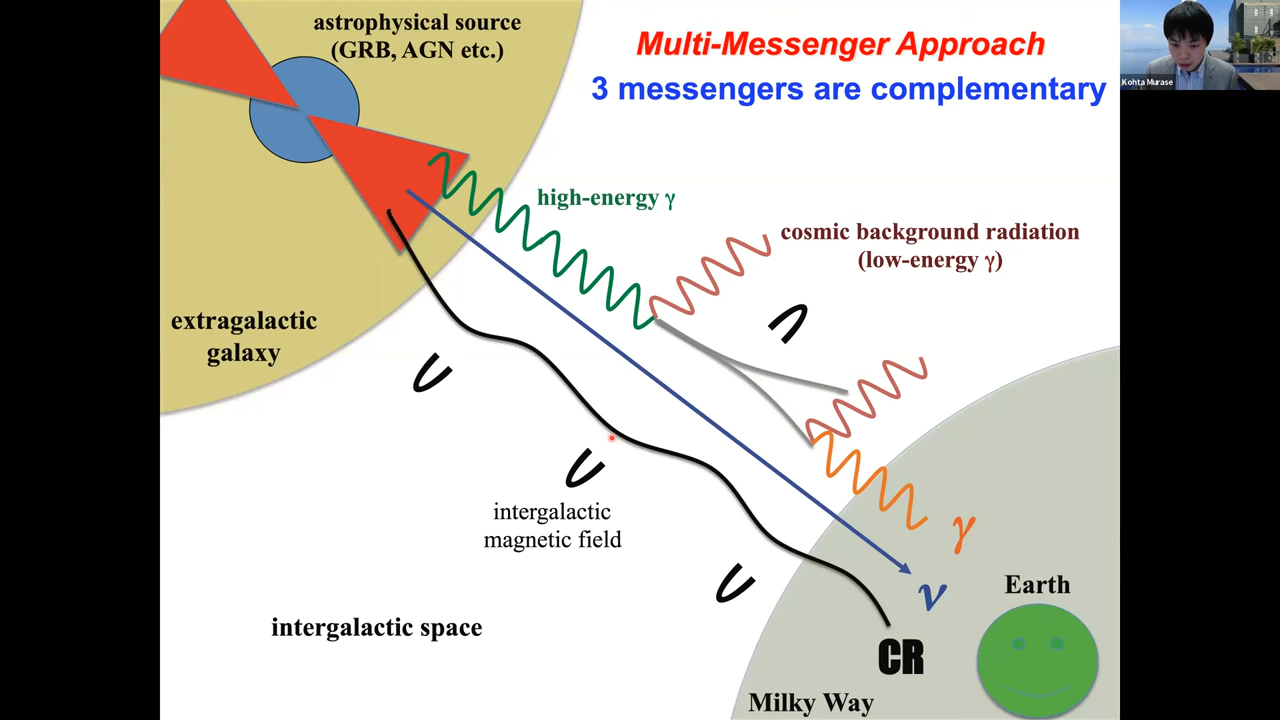 astrophysical source
(GRB, AGN etc.)
Multi-Messenger Approach
3 messengers are complementary
Kohta Murase
high-energy γ
cosmic background radiation
(low-energy γ)
extragalactic
galaxy
intergalactic
magnetic field
γ
ν
Earth
intergalactic space
CR
Milky Way